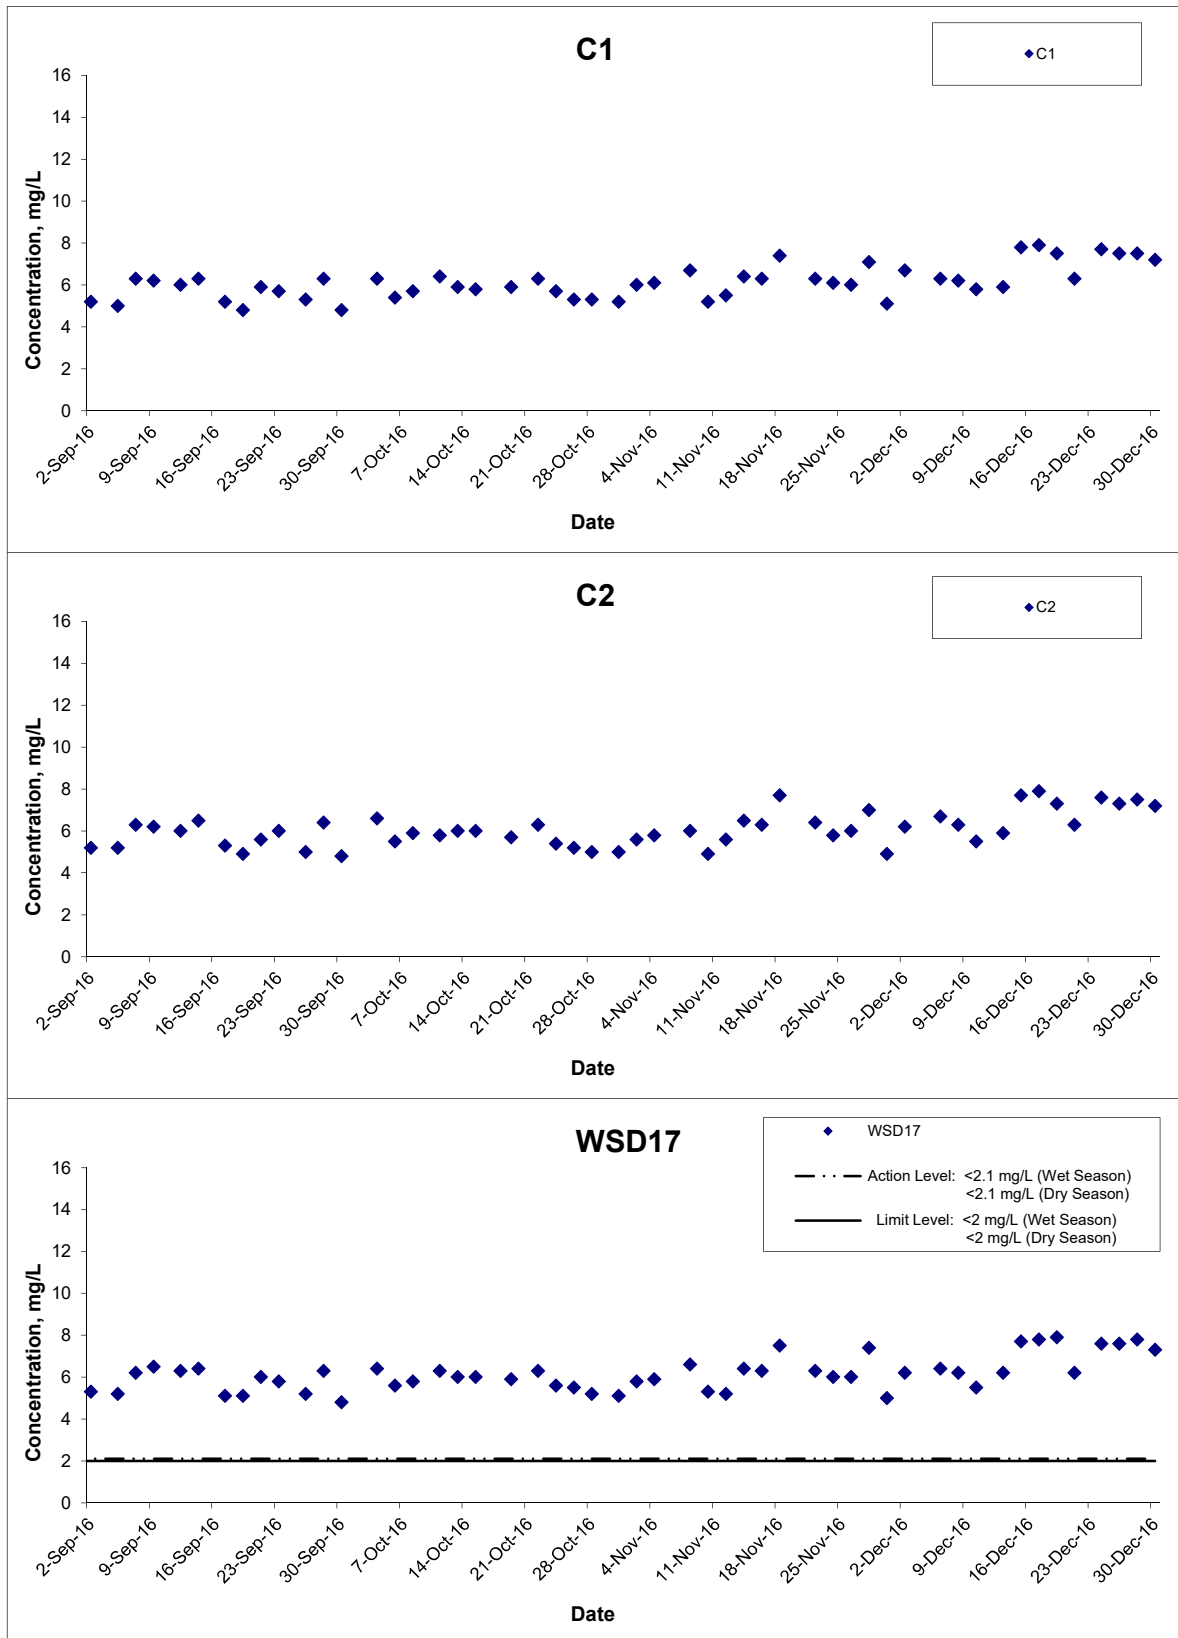 C1
C1
16
14
12
10
8
6
4
2
0
Concentration, mg/L
2-Sep-16
9-Sep-16
16-Sep-16
23-Sep-16
30-Sep-16
7-Oct-16
14-Oct-16
21-Oct-16
28-Oct-16
4-Nov-16
11-Nov-16
18-Nov-16
25-Nov-16
2-Dec-16
9-Dec-16
16-Dec-16
23-Dec-16
30-Dec-16
Date
C2
C2
16
14
12
10
8
6
4
2
0
Concentration, mg/L
2-Sep-16
9-Sep-16
16-Sep-16
23-Sep-16
30-Sep-16
7-Oct-16
14-Oct-16
21-Oct-16
28-Oct-16
4-Nov-16
11-Nov-16
18-Nov-16
25-Nov-16
2-Dec-16
9-Dec-16
16-Dec-16
23-Dec-16
30-Dec-16
Date
WSD17
WSD17
Action Level: <2.1 mg/L (Wet Season)
<2.1 mg/L (Dry Season)
Limit Level: <2 mg/L (Wet Season)
<2 mg/L (Dry Season)
16
14
12
10
8
6
4
2
0
Concentration, mg/L
2-Sep-16
9-Sep-16
16-Sep-16
23-Sep-16
30-Sep-16
7-Oct-16
14-Oct-16
21-Oct-16
28-Oct-16
4-Nov-16
11-Nov-16
18-Nov-16
25-Nov-16
2-Dec-16
9-Dec-16
16-Dec-16
23-Dec-16
30-Dec-16
Date